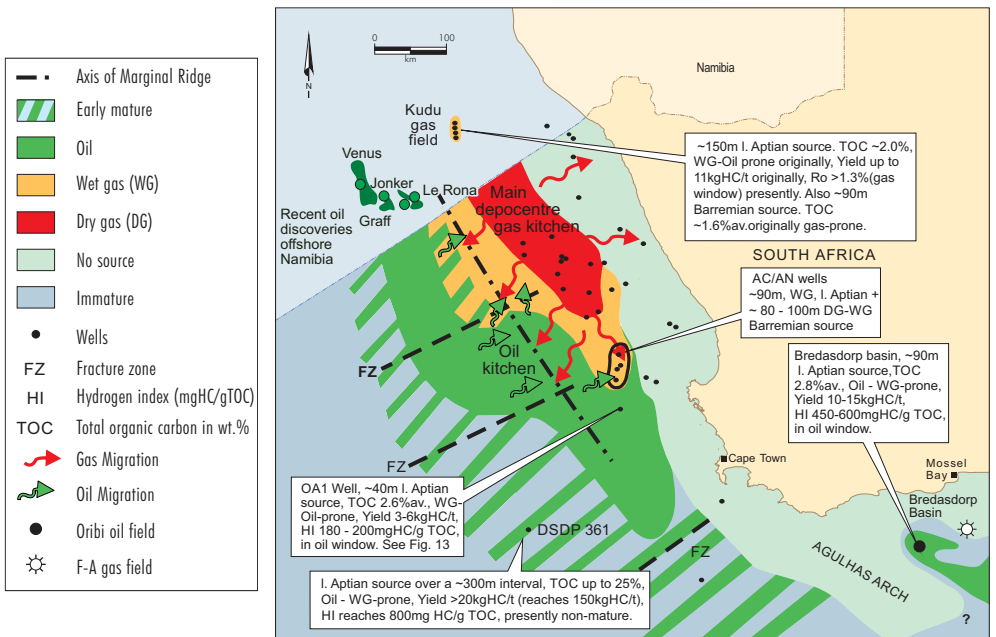 Axis of Marginal Ridge
Early mature
Oil
Wet gas (WG)
Dry gas (DG)
No source
Immature
Wells
FZ Fracture zone
HI Hydrogen index (mgHC/gTOC)
TOC Total organic carbon in wt.%
Gas Migration
Oil Migration
Oribi oil field
F-A gas field
0 100
km
N
Namibia
Kudu
gas
field
Venus
Jonker
Graff
Le Rona
Recent oil
discoveries
offshore
Namibia
Main
depocentre
gas kitchen
~150m l. Aptian source. TOC ~2.0%,
WG-Oil prone originally, Yield up to
11kgHC/t originally, Ro >1.3%(gas
window) presently. Also ~90m
Barremian source. TOC
~1.6%av.originally gas-prone.
SOUTH AFRICA
AC/AN wells
~90m, WG, l. Aptian +
~ 80 - 100m DG-WG
Barremian source
Oil
kitchen
FZ
FZ
Bredasdorp basin, ~90m
l. Aptian source,TOC
2.8%av., Oil - WG-prone,
Yield 10-15kgHC/t,
HI 450-600mgHC/g TOC,
in oil window.
Cape Town
Mossel
Bay
Bredasdorp
Basin
OA1 Well, ~40m l. Aptian
source, TOC 2.6%av., WG-
Oil-prone, Yield 3-6kgHC/t,
HI 180 - 200mgHC/g TOC,
in oil window. See Fig. 13
DSDP 361
FZ
AGULHAS ARCH
l. Aptian source over a ~300m interval, TOC up to 25%,
Oil - WG-prone, Yield >20kgHC/t (reaches 150kgHC/t),
HI reaches 800mg HC/g TOC, presently non-mature.
?